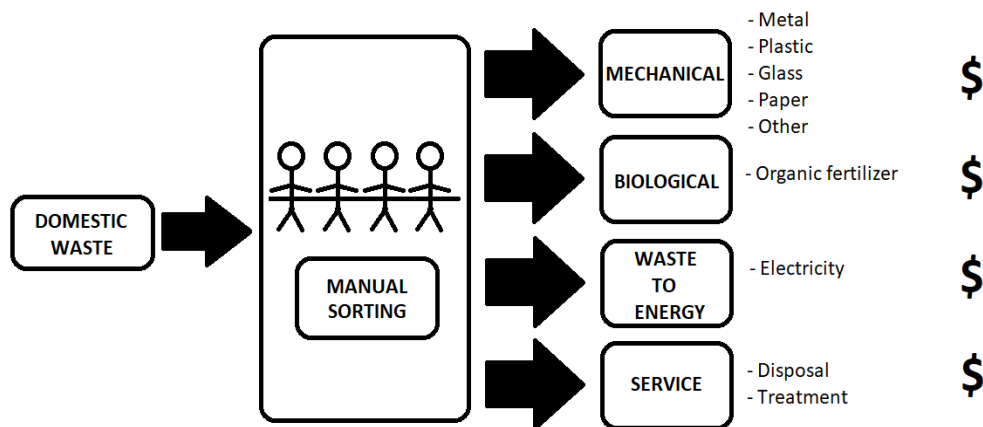 DOMESTIC
WASTE
MANUAL
SORTING
MECHANICAL
- Metal
- Plastic
- Glass
- Paper
- Other
$
BIOLOGICAL
- Organic fertilizer
$
WASTE
TO
ENERGY
- Electricity
$
SERVICE
- Disposal
- Treatment
$